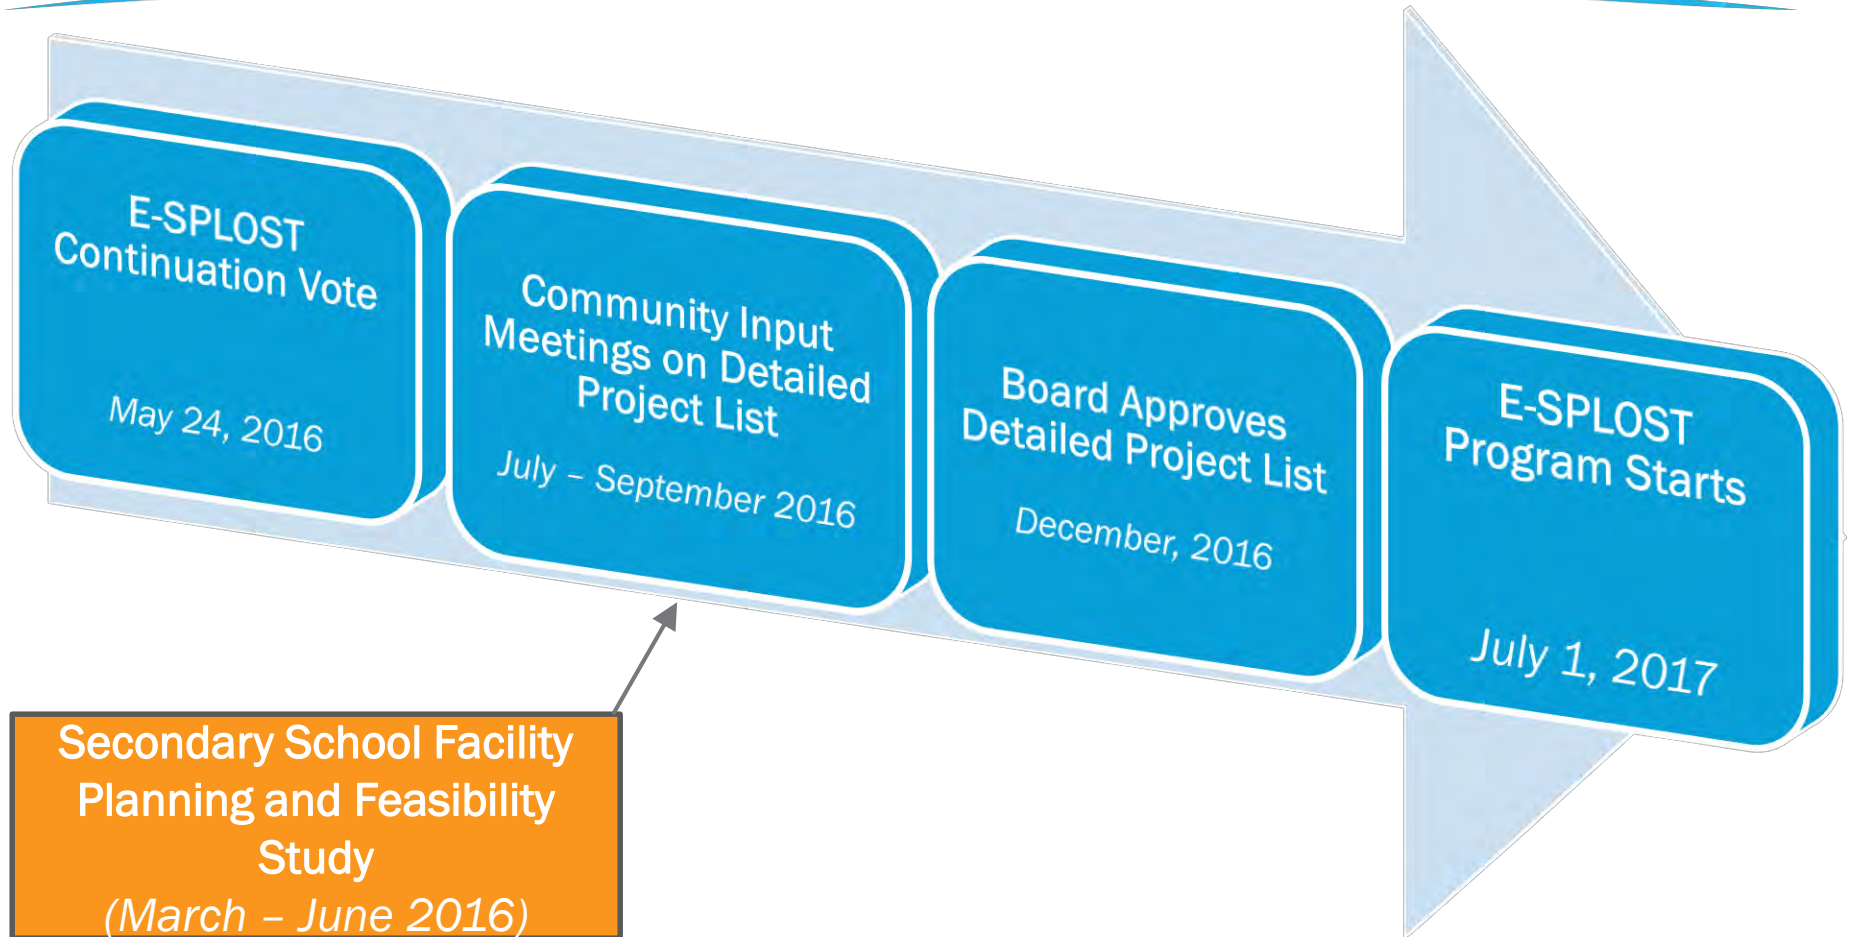 E-SPLOST
Continuation Vote
May 24, 2016
Community Input
Meetings on Detailed
Project List
July – September 2016
Board Approves
Detailed Project List
December, 2016
E-SPLOST
Program Starts
July 1, 2017
Secondary School Facility
Planning and Feasibility
Study
(March – June 2016)